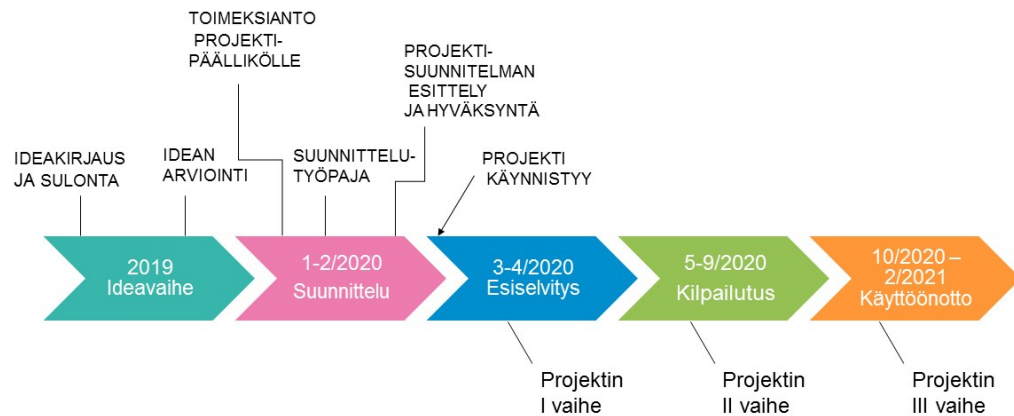 TOIMEKSIANTO
PROJEKTI-
PÄÄLLIKÖLLE
PROJEKTI-
SUUNNITELMAN
ESITTELY
JA HYVÄKSYNTÄ
IDEAKIRJAUS
JA SULONTA
IDEAN
ARVIOINTI
SUUNNITTELU-
TYÖPAJA
PROJEKTI
KÄYNNISTYY
2019
Ideavaihe
1-2/2020
Suunnittelu
3-4/2020
Esiselvitys
5-9/2020
Kilpailutus
10/2020 –
2/2021
Käyttöönotto
Projektin
I vaihe
Projektin
II vaihe
Projektin
III vaihe